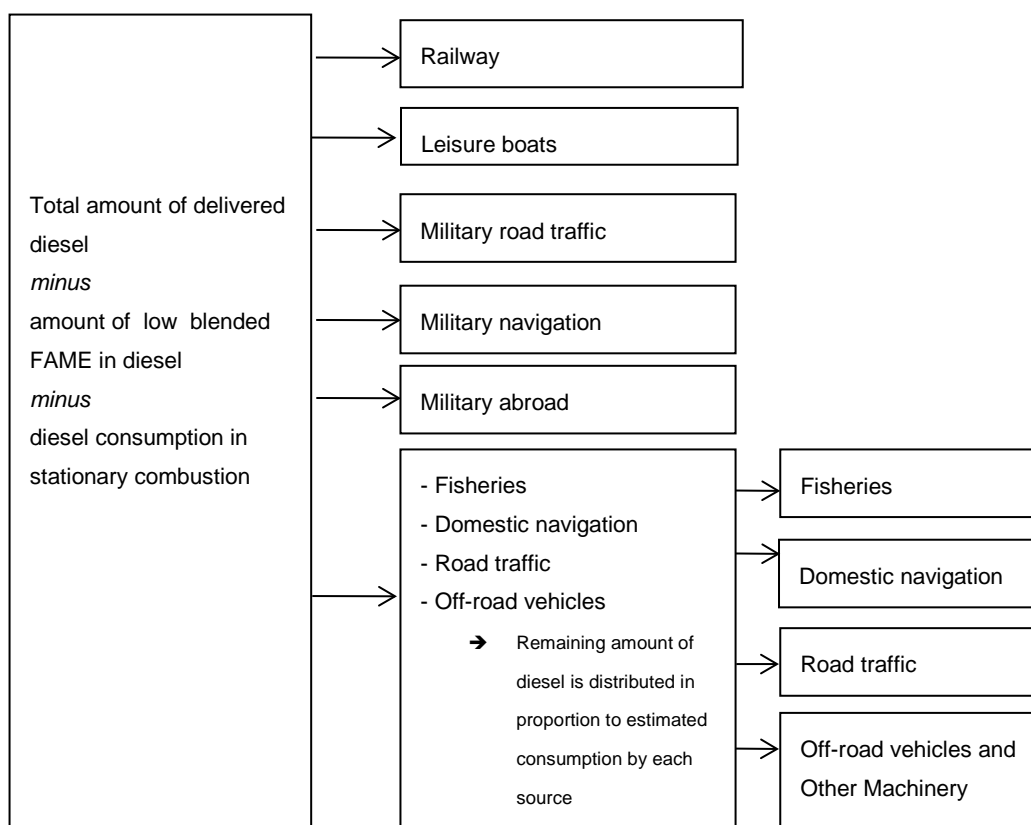 Total amount of delivered
diesel
minus
amount of low blended
FAME in diesel
minus
diesel consumption in
stationary combustion
Railway
Leisure boats
Military road traffic
Military navigation
Military abroad
- Fisheries
- Domestic navigation
- Road traffic
- Off-road vehicles
➔ Remaining amount of
diesel is distributed in
proportion to estimated
consumption by each
source
Fisheries
Domestic navigation
Road traffic
Off-road vehicles and
Other Machinery